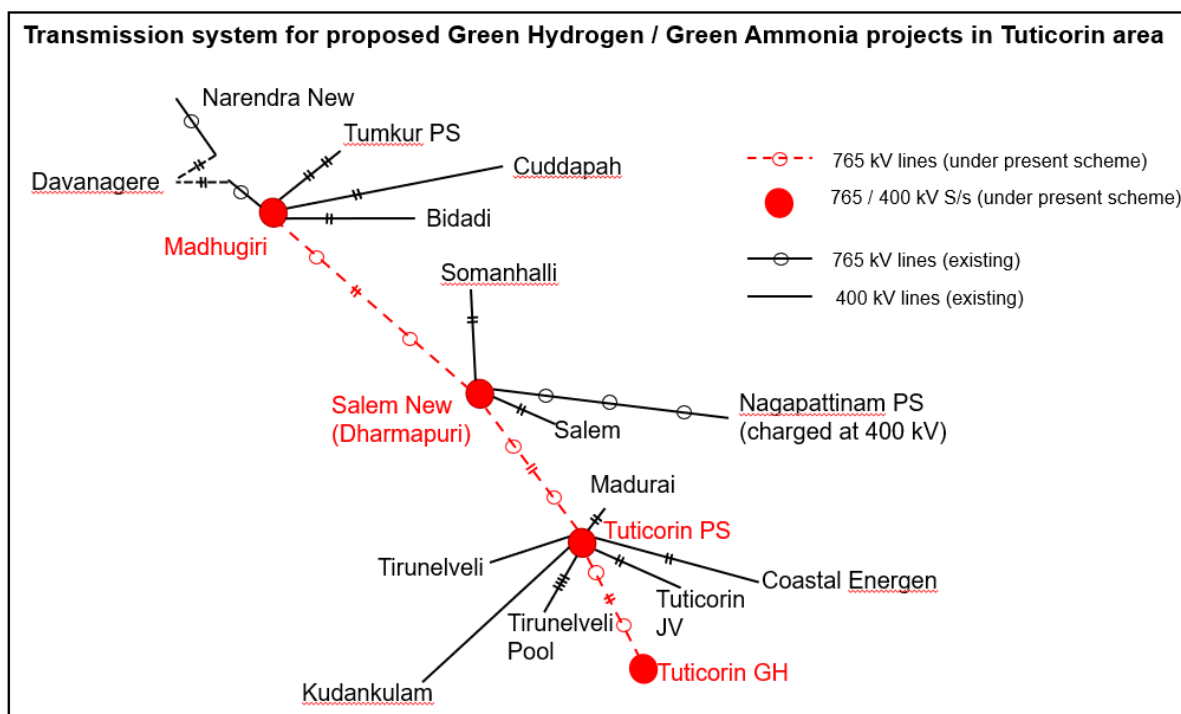 Transmission system for proposed Green Hydrogen / Green Ammonia projects in Tuticorin area
Narendra New
Tumkur PS
Cuddapah
Davanagere
Bidadi
Madhugiri
765 kV lines (under present scheme)
765 / 400 kV S/s (under present scheme)
765 kV lines (existing)
400 kV lines (existing)
Somanhalli
Salem New
(Dharmapuri)
Salem
Nagapattinam PS
(charged at 400 kV)
Madurai
Tuticorin PS
Tirunelveli
Coastal Energen
Tuticorin
JV
Tirunelveli
Pool
Kudankulam
Tuticorin GH